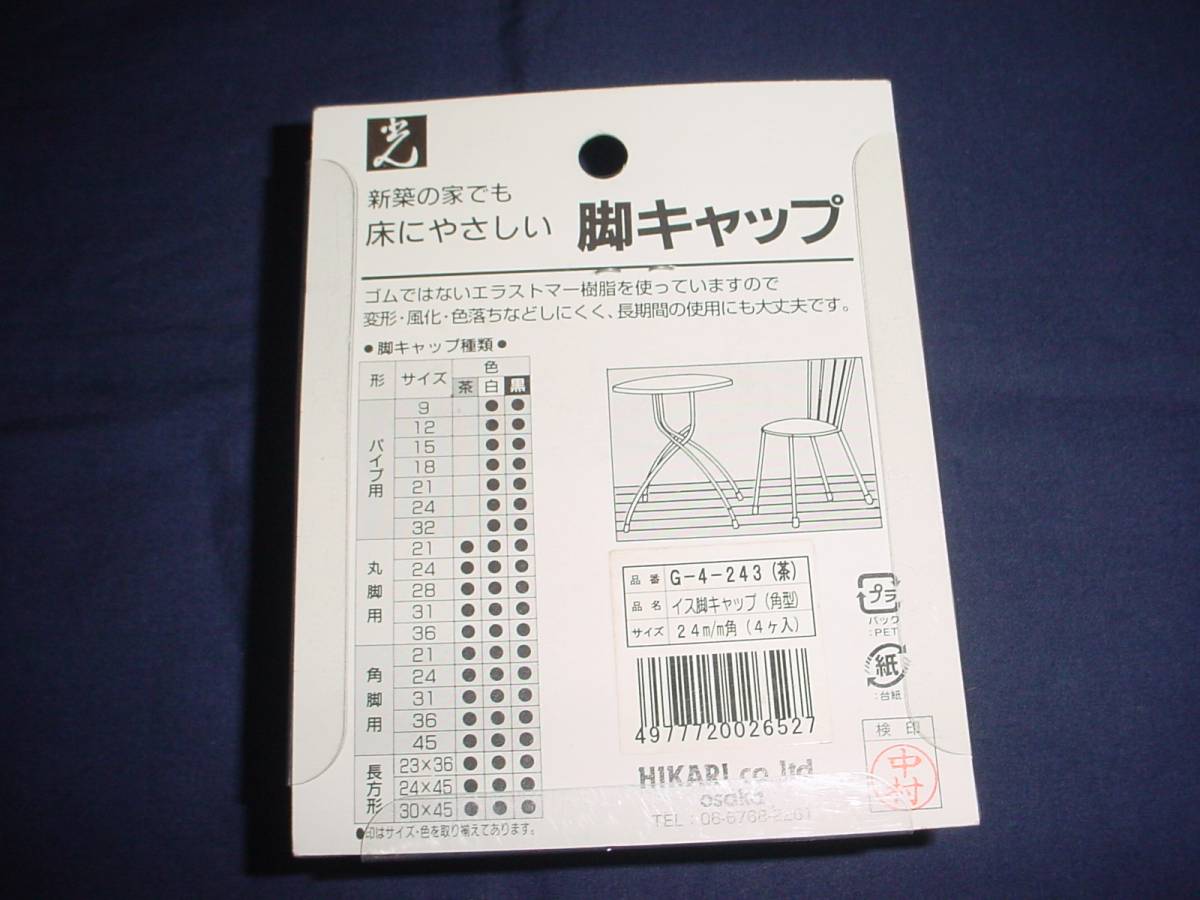 光
新築の家でも
床にやさしい 脚キャップ
ゴムではないエラストマー樹脂を使っていますので
変形・風化・色落ちなどしにくく、長期間の使用にも大丈夫です。
●脚キャップ種類●
形 サイズ 色
茶 白 黒
パイプ用
9 ● ●
12 ● ●
15 ● ●
18 ● ●
21 ● ●
24 ● ●
32 ● ●
丸脚用
21 ● ● ●
24 ● ● ●
28 ● ● ●
31 ● ● ●
36 ● ● ●
角脚用
21 ● ● ●
24 ● ● ●
31 ● ● ●
36 ● ● ●
45 ● ● ●
長方形
23×36 ● ● ●
24×45 ● ● ●
30×45 ● ● ●
●印はサイズ・色を取り揃えてあります。
品番 G-4-243(茶)
品名 イス脚キャップ(角型)
サイズ 24m/m角(4ケ入)
4977720026527
HIKARI co.,ltd
osaka
TEL:06-6768-2261
プラ
パック
:PET
紙
:台紙
検印
中村